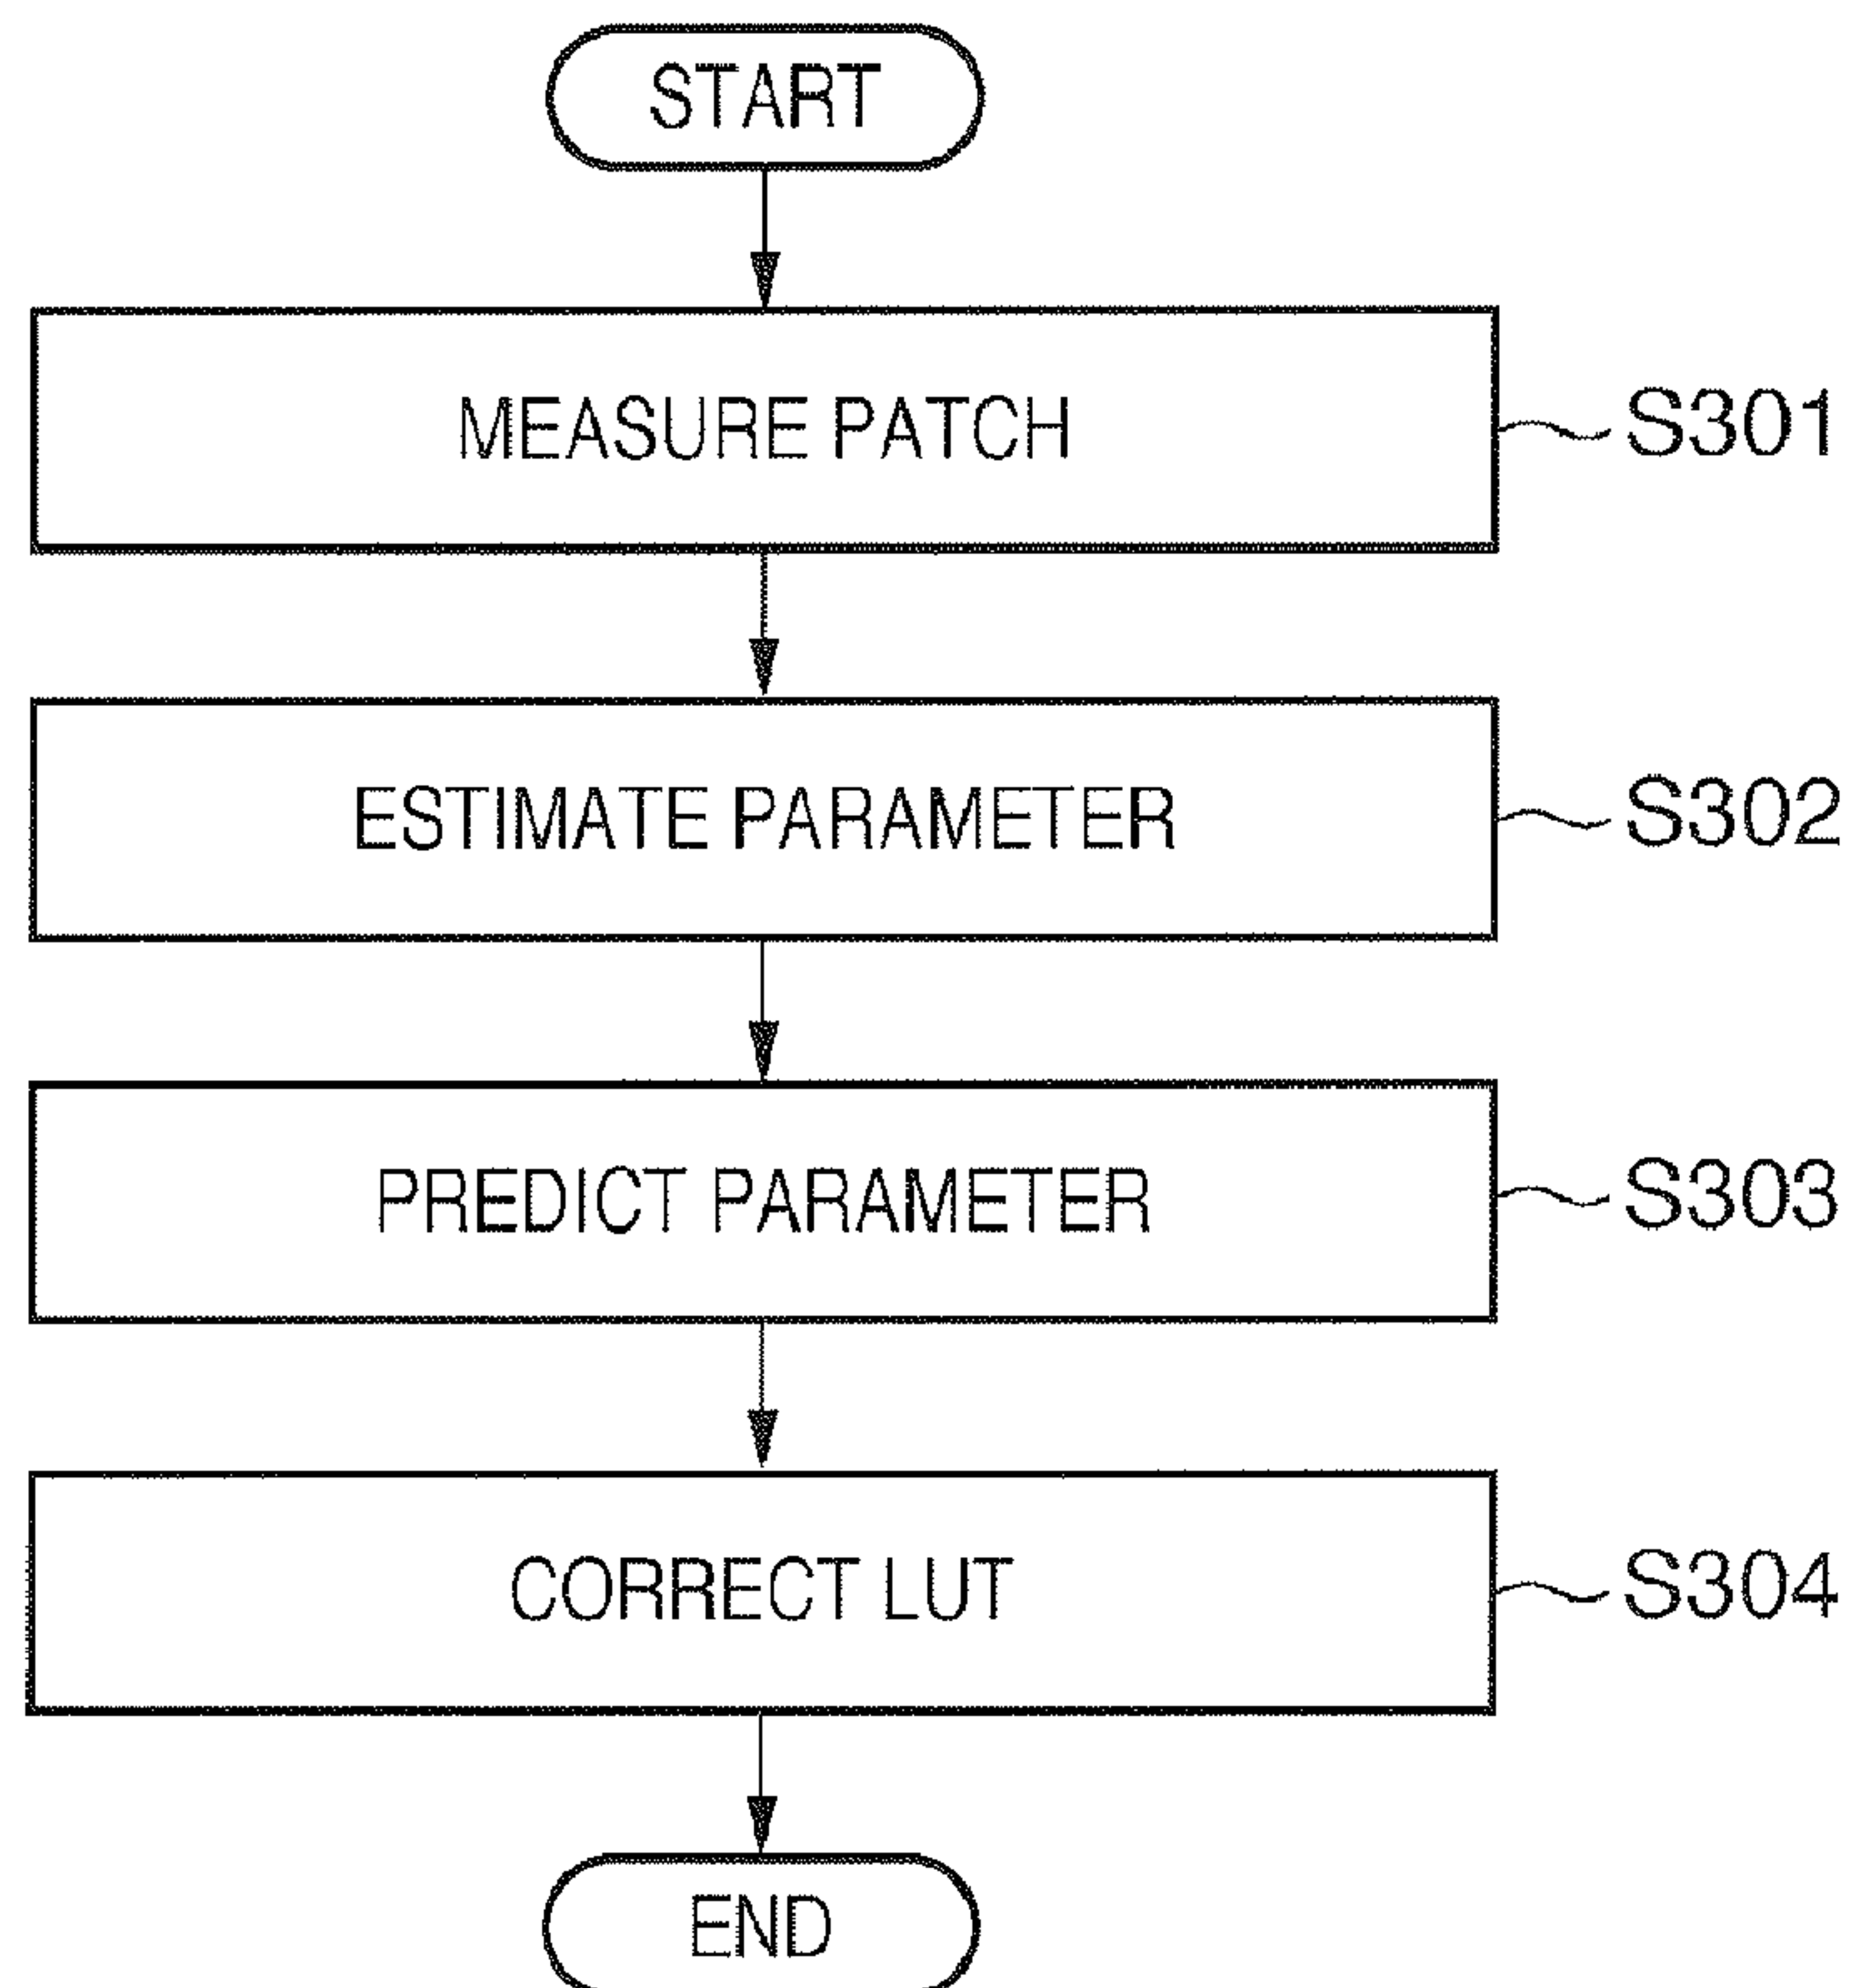 START
MEASURE PATCH
S301
ESTIMATE PARAMETER
S302
PREDICT PARAMETER
S303
CORRECT LUT
S304
END